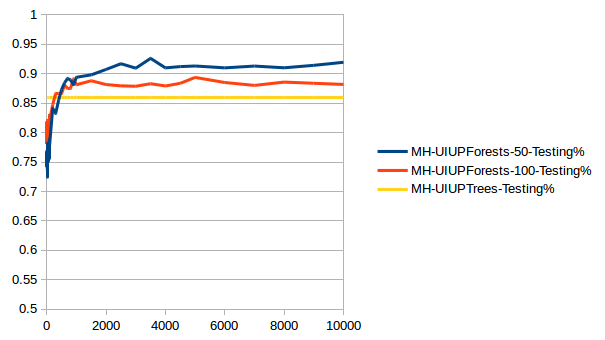 1
0.95
0.9
0.85
0.8
0.75
0.7
0.65
0.6
0.55
0.5
0 2000 4000 6000 8000 10000
MH-UIUPForests-50-Testing%
MH-UIUPForests-100-Testing%
MH-UIUPTrees-Testing%